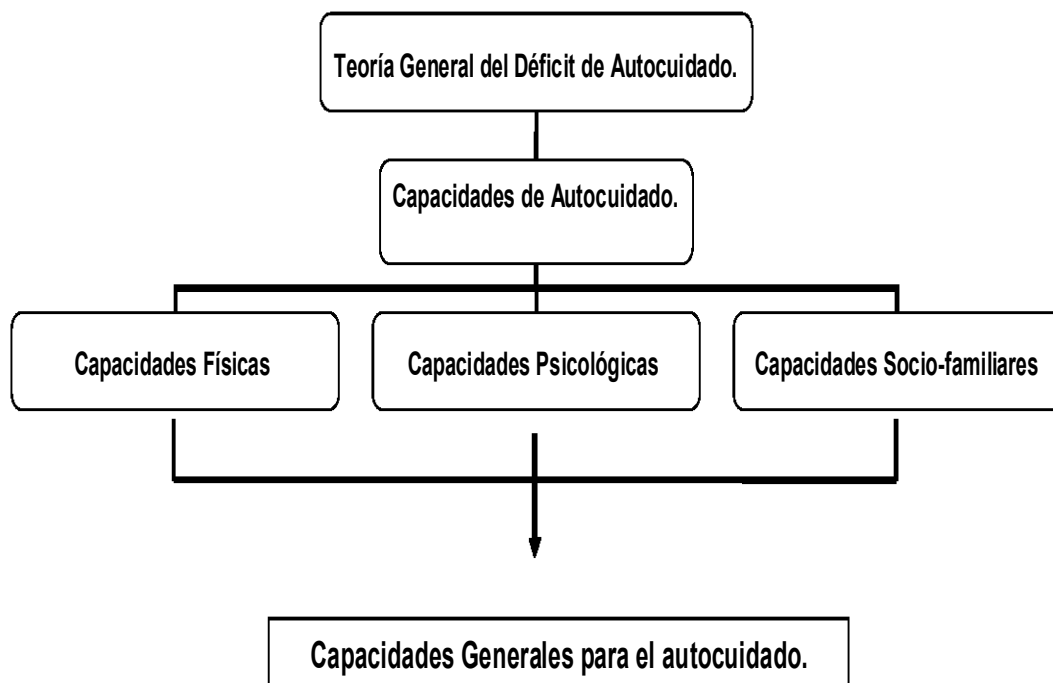 Teoría General del Déficit de Autocuidado.
Capacidades de Autocuidado.
Capacidades Físicas
Capacidades Psicológicas
Capacidades Socio-familiares
Capacidades Generales para el autocuidado.